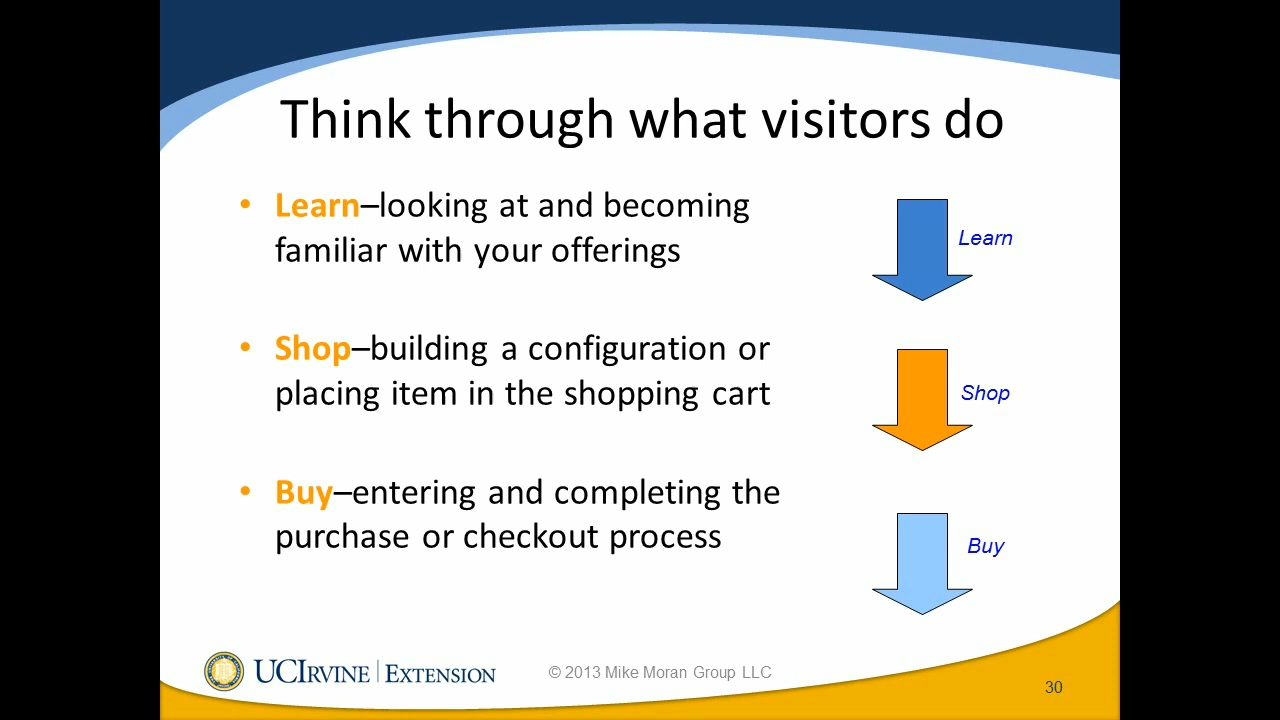 Think through what visitors do
• Learn–looking at and becoming
familiar with your offerings
Learn
• Shop–building a configuration or
placing item in the shopping cart
Shop
• Buy–entering and completing the
purchase or checkout process
Buy
UCIRVINE | EXTENSION
© 2013 Mike Moran Group LLC
30